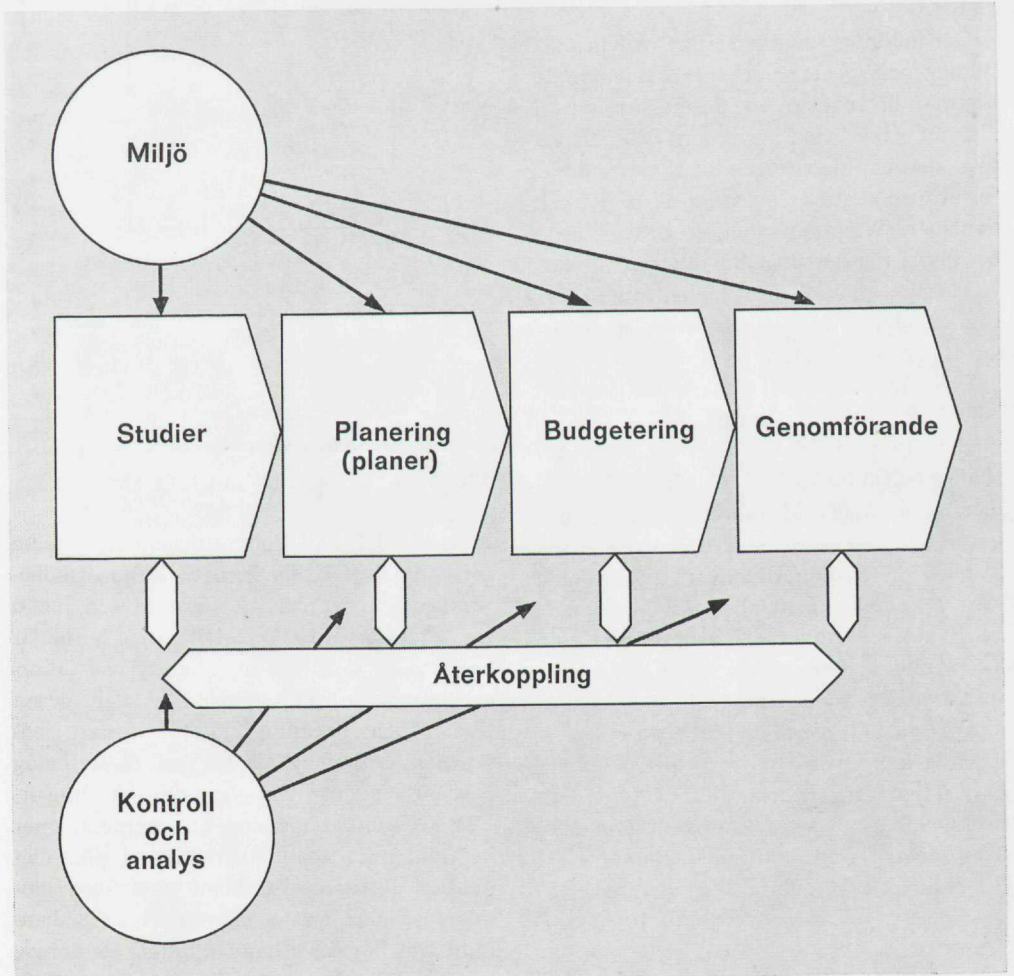 Miljö
Studier
Planering
(planer)
Budgetering
Genomförande
Återkoppling
Kontroll
och
analys